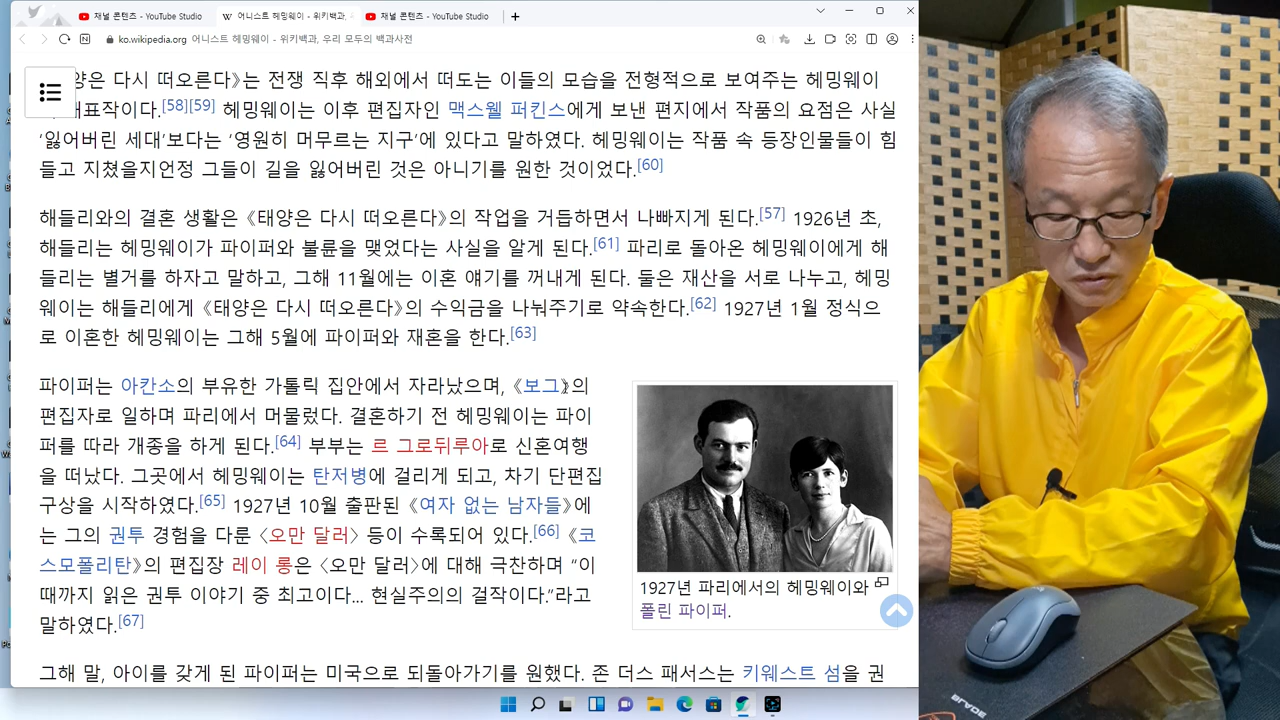 재널 콘텐츠 - YouTube Studio
어니스트 헤밍웨이 - 위키백과,
재널 콘텐츠 - YouTube Studio
ko.wikipedia.org 어니스트 헤밍웨이 - 위키백과, 우리 모두의 백과사전
양은 다시 떠오른다》는 전쟁 직후 해외에서 떠도는 이들의 모습을 전형적으로 보여주는 헤밍웨이
대표작이다.[58][59] 헤밍웨이는 이후 편집자인 맥스웰 퍼킨스에게 보낸 편지에서 작품의 요점은 사실
‘잃어버린 세대’보다는 ‘영원히 머무르는 지구’에 있다고 말하였다. 헤밍웨이는 작품 속 등장인물들이 힘
들고 지쳤을지언정 그들이 길을 잃어버린 것은 아니기를 원한 것이었다.[60]
해들리와의 결혼 생활은 《태양은 다시 떠오른다》의 작업을 거듭하면서 나빠지게 된다.[57] 1926년 초,
해들리는 헤밍웨이가 파이퍼와 불륜을 맺었다는 사실을 알게 된다.[61] 파리로 돌아온 헤밍웨이에게 해
들리는 별거를 하자고 말하고, 그해 11월에는 이혼 얘기를 꺼내게 된다. 둘은 재산을 서로 나누고, 헤밍
웨이는 해들리에게 《태양은 다시 떠오른다》의 수익금을 나눠주기로 약속한다.[62] 1927년 1월 정식으
로 이혼한 헤밍웨이는 그해 5월에 파이퍼와 재혼을 한다.[63]
파이퍼는 아칸소의 부유한 가톨릭 집안에서 자라났으며, 《보그》의
편집자로 일하며 파리에서 머물렀다. 결혼하기 전 헤밍웨이는 파이
퍼를 따라 개종을 하게 된다.[64] 부부는 르 그로뒤루아로 신혼여행
을 떠났다. 그곳에서 헤밍웨이는 탄저병에 걸리게 되고, 차기 단편집
구상을 시작하였다.[65] 1927년 10월 출판된 《여자 없는 남자들》에
는 그의 권투 경험을 다룬 〈오만 달러〉 등이 수록되어 있다.[66] 《코
스모폴리탄》의 편집장 레이 롱은 〈오만 달러〉에 대해 극찬하며 “이
때까지 읽은 권투 이야기 중 최고이다... 현실주의의 걸작이다.”라고
말하였다.[67]
1927년 파리에서의 헤밍웨이와
폴린 파이퍼.
그해 말, 아이를 갖게 된 파이퍼는 미국으로 되돌아가기를 원했다. 존 더스 패서스는 키웨스트 섬을 권